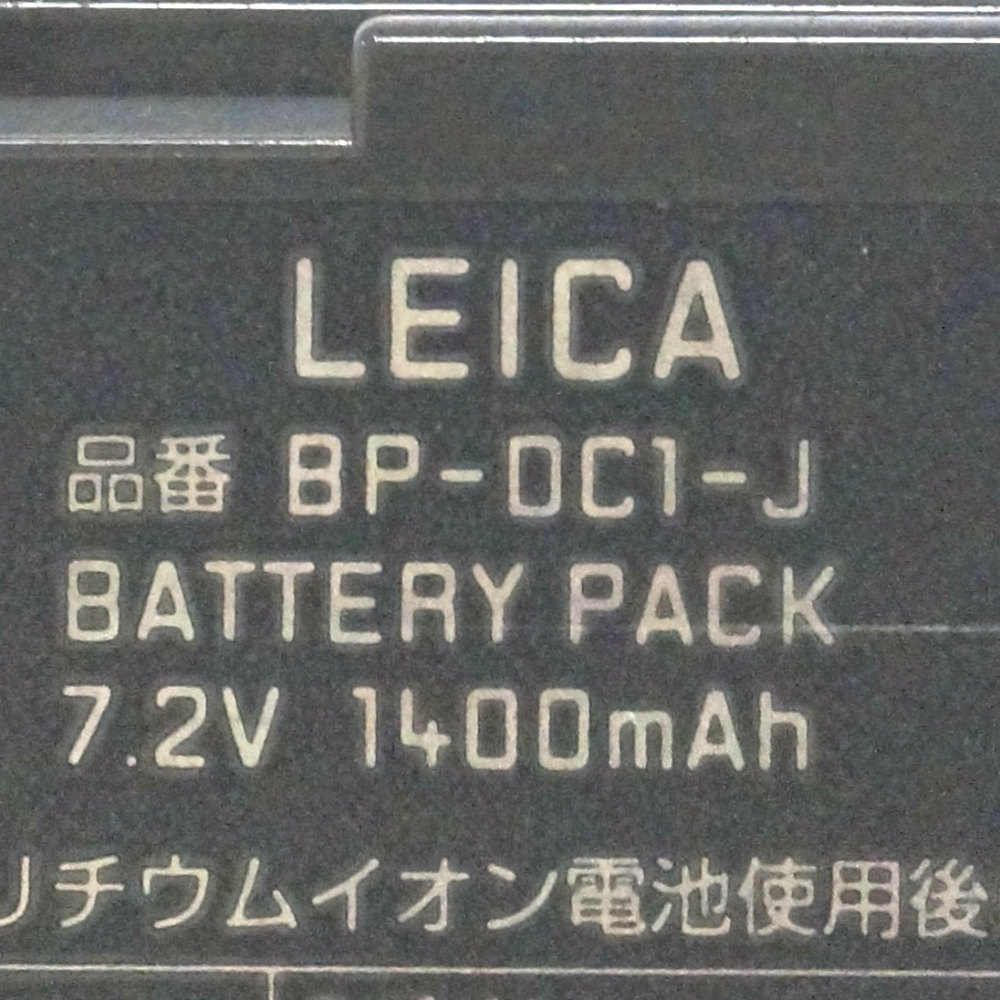 LEICA
品番 BP-DC1-J
BATTERY PACK
7.2V 1400mAh
リチウムイオン電池使用後